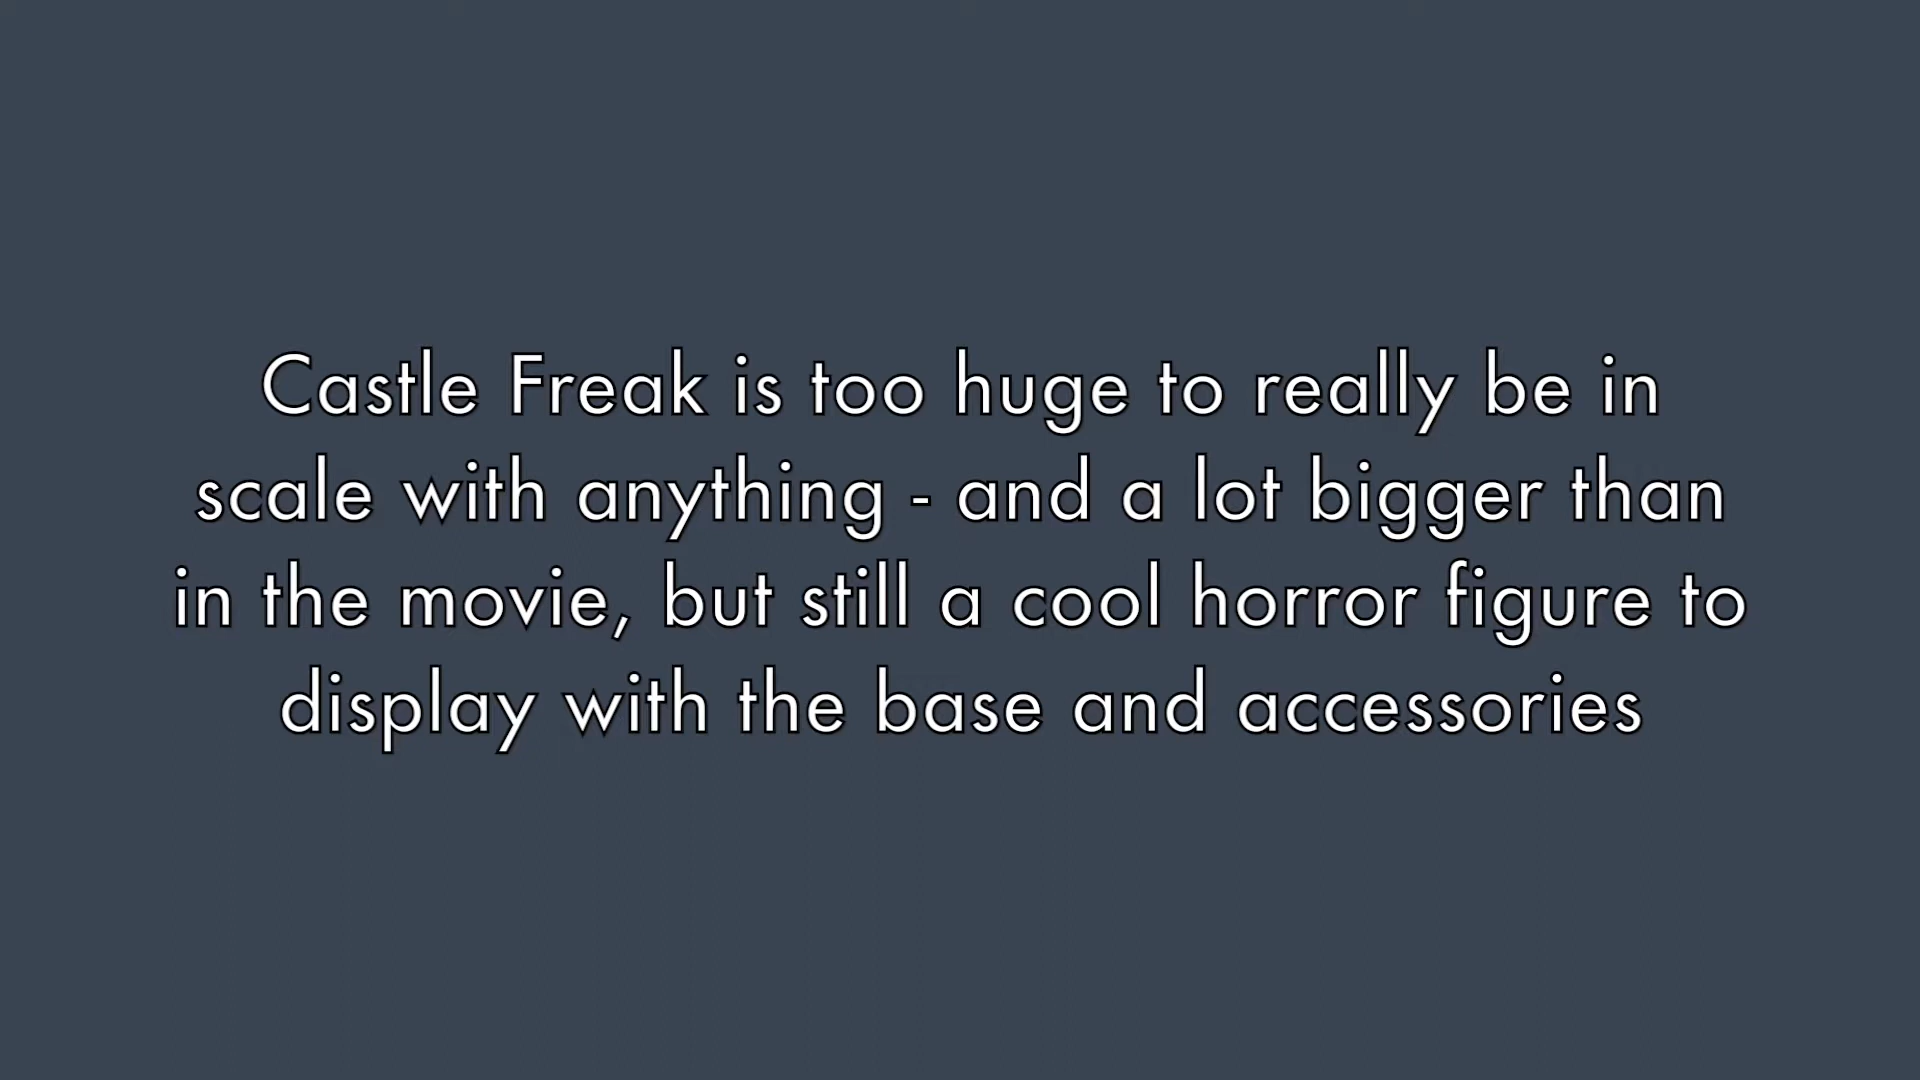 Castle Freak is too huge to really be in
scale with anything - and a lot bigger than
in the movie, but still a cool horror figure to
display with the base and accessories